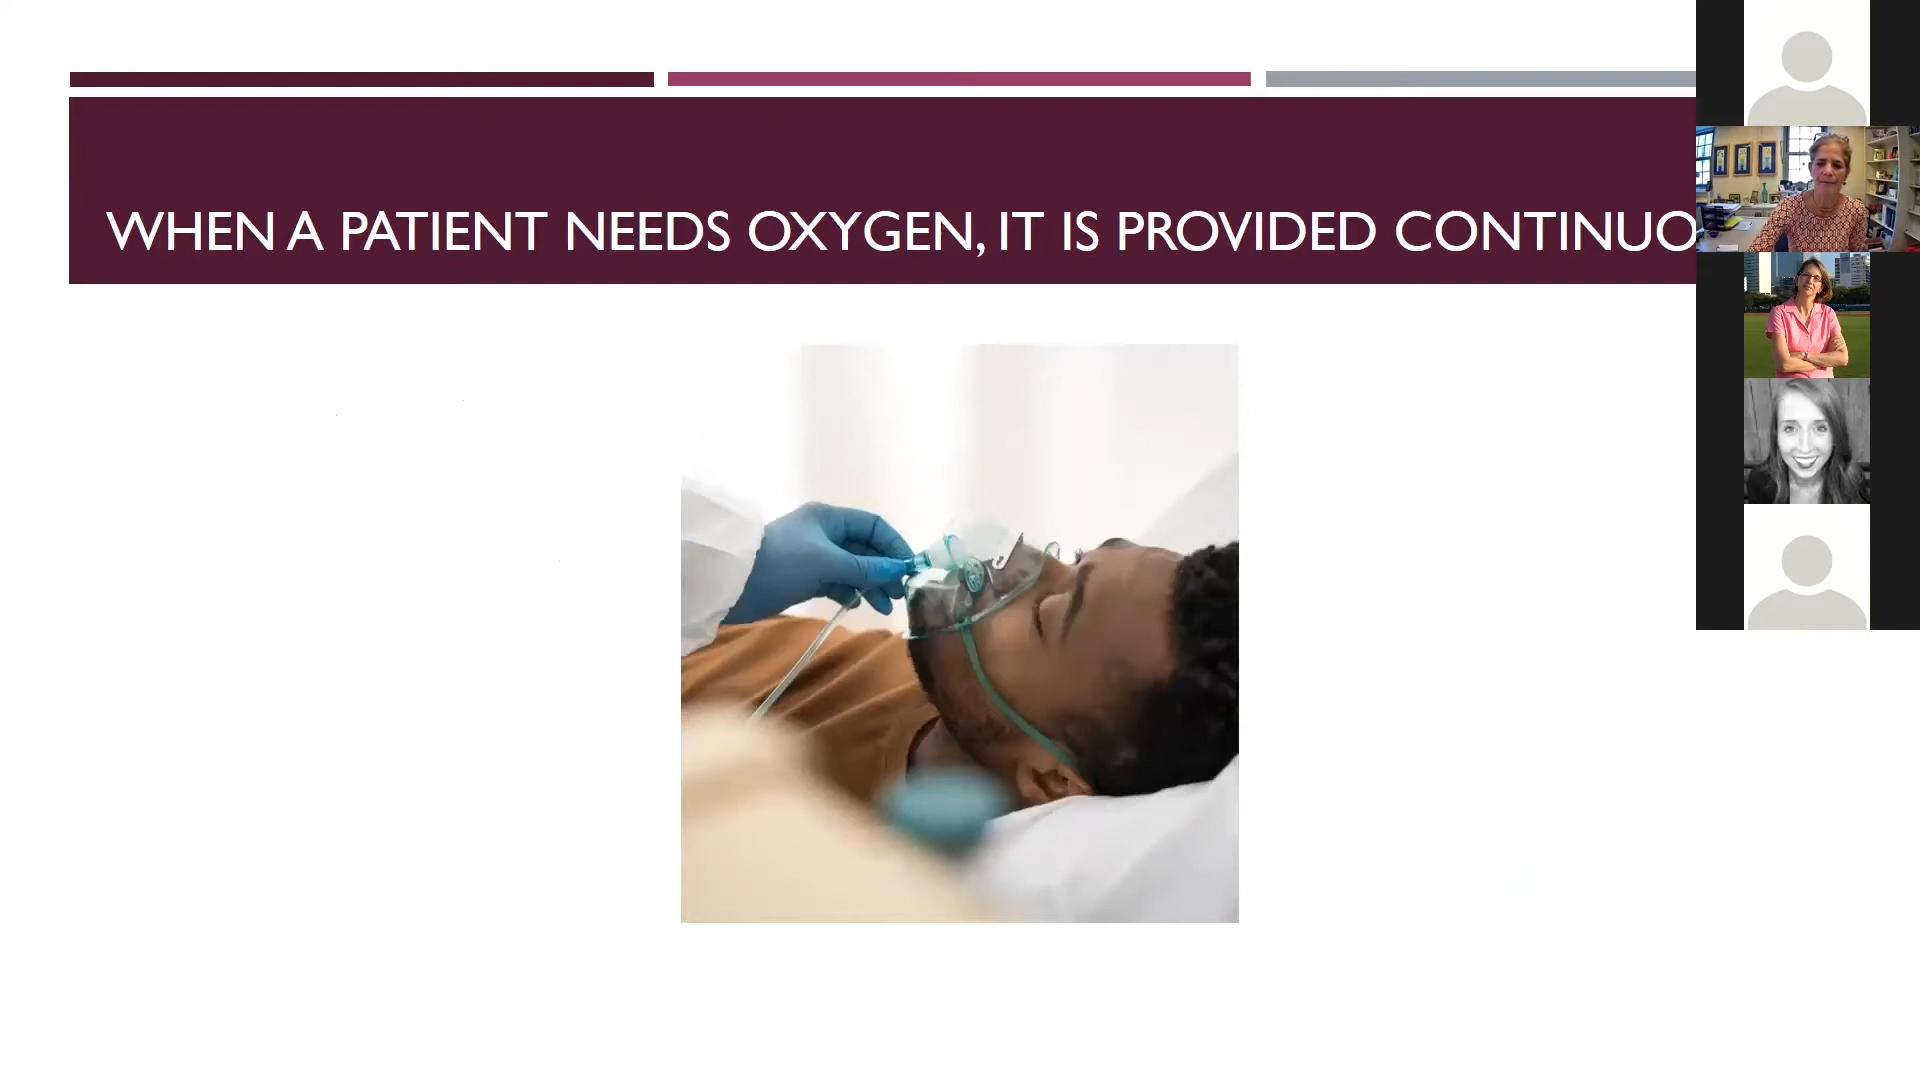 WHEN A PATIENT NEEDS OXYGEN, IT IS PROVIDED CONTINUO